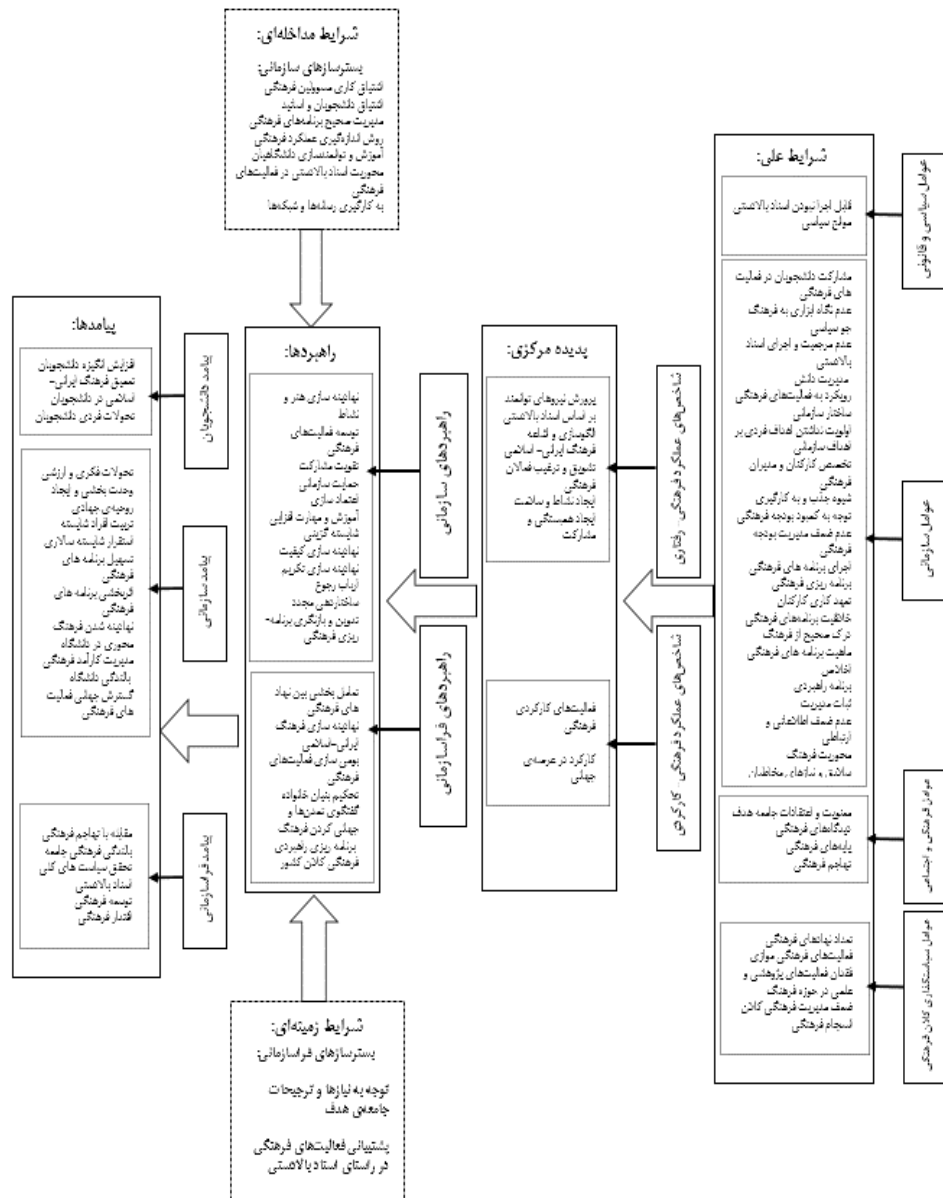 شرایط مداخله‌ای:
بسترسازهای سازمانی:
اشتیاق کاری مسوولین فرهنگی
اشتیاق دانشجویان و اساتید
مدیریت صحیح برنامه‌های فرهنگی
روش اندازه‌گیری عملکرد فرهنگی
آموزش و توانمندسازی دانشگاهیان
محوریت اسناد بالادستی در فعالیت‌های
فرهنگی
به کارگیری رسانه‌ها و شبکه‌ها
عوامل سیاسی و قانونی
عوامل سازمانی
عوامل فرهنگی و اجتماعی
عوامل سیاستگذاری کلان فرهنگی
شرایط علی:
قابل اجرا نبودن اسناد بالادستی
موانع سیاسی
مشارکت دانشجویان در فعالیت
های فرهنگی
عدم نگاه ابزاری به فرهنگ
جو سیاسی
عدم مرجعیت و اجرای اسناد
بالادستی
مدیریت دانش
رویکرد به فعالیت‌های فرهنگی
ساختار سازمانی
اولویت نداشتن اهداف فردی بر
اهداف سازمانی
تخصص کارکنان و مدیران
فرهنگی
شیوه جذب و به کارگیری
توجه به کمبود بودجه فرهنگی
عدم ضعف مدیریت بودجه
فرهنگی
اجرای برنامه های فرهنگی
برنامه ریزی فرهنگی
تعهد کاری کارکنان
خلاقیت برنامه‌های فرهنگی
درک صحیح از فرهنگ
ماهیت برنامه های فرهنگی
اخلاص
برنامه راهبردی
ثبات مدیریت
عدم ضعف اطلاعاتی و
ارتباطی
محوریت فرهنگ
سلایق و نیازهای مخاطبان
معنویت و اعتقادات جامعه هدف
دیدگاه‌های فرهنگی
پایه‌های فرهنگی
تهاجم فرهنگی
تعداد نهادهای فرهنگی
فعالیت‌های فرهنگی موازی
فقدان فعالیت‌های پژوهشی و
علمی در حوزه فرهنگ
ضعف مدیریت فرهنگی کلان
انسجام فرهنگی
شاخص‌های عملکرد فرهنگی- رفتاری
شاخص‌های عملکرد فرهنگی- کارکردی
پدیده مرکزی:
پرورش نیروهای توانمند
بر اساس اسناد بالادستی
الگوسازی و اشاعه
فرهنگ ایرانی- اسلامی
تشویق و ترغیب فعالان
فرهنگی
ایجاد نشاط و سلامت
ایجاد همبستگی و
مشارکت
فعالیت‌های کارکردی
فرهنگی
کارکرد در عرصه‌ی
جهانی
راهبردهای سازمانی
راهبردهای فراسازمانی
راهبردها:
نهادینه سازی هنر و
نشاط
توسعه فعالیت‌های
فرهنگی
تقویت مشارکت
حمایت سازمانی
اعتماد سازی
آموزش و مهارت افزایی
شایسته گزینی
نهادینه سازی کیفیت
نهادینه سازی تکریم
ارباب رجوع
ساختاردهی مجدد
تدوین و بازنگری برنامه-
ریزی فرهنگی
تعامل بخشی بین نهاد
های فرهنگی
نهادینه سازی فرهنگ
ایرانی-اسلامی
بومی سازی فعالیت‌های
فرهنگی
تحکیم بنیان خانواده
گفتگوی تمدن‌ها و
جهانی کردن فرهنگ
برنامه ریزی راهبردی
فرهنگی کلان کشور
پیامد دانشجویان
پیامد سازمانی
پیامد فراسازمانی
پیامدها:
افزایش انگیزه دانشجویان
تعمیق فرهنگ ایرانی-
اسلامی در دانشجویان
تحولات فردی دانشجویان
تحولات فکری و ارزشی
وحدت بخشی و ایجاد
روحیه‌ی جهادی
تربیت افراد شایسته
استقرار شایسته سالاری
تسهیل برنامه های
فرهنگی
اثربخشی برنامه های
فرهنگی
نهادینه شدن فرهنگ
محوری در دانشگاه
مدیریت کارآمد فرهنگی
بالندگی دانشگاه
گسترش جهانی فعالیت
های فرهنگی
مقابله با تهاجم فرهنگی
بالندگی فرهنگی جامعه
تحقق سیاست های کلی
اسناد بالادستی
توسعه فرهنگی
اقتدار فرهنگی
شرایط زمینه‌ای:
بسترسازهای فراسازمانی:
توجه به نیازها و ترجیحات
جامعه‌ی هدف
پشتیبانی فعالیت‌های فرهنگی
در راستای اسناد بالادستی